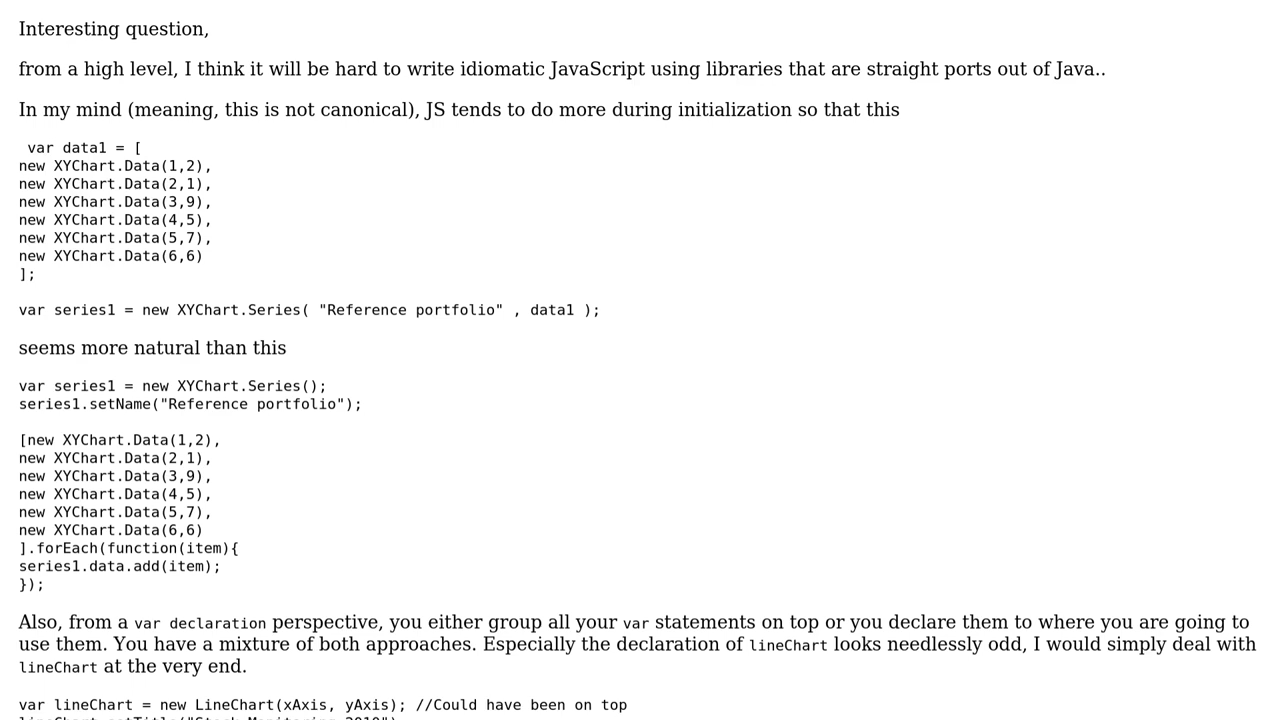 Interesting question,
from a high level, I think it will be hard to write idiomatic JavaScript using libraries that are straight ports out of Java..
In my mind (meaning, this is not canonical), JS tends to do more during initialization so that this
var data1 = [
new XYChart.Data(1,2),
new XYChart.Data(2,1),
new XYChart.Data(3,9),
new XYChart.Data(4,5),
new XYChart.Data(5,7),
new XYChart.Data(6,6)
];
var series1 = new XYChart.Series( "Reference portfolio" , data1 );
seems more natural than this
var series1 = new XYChart.Series();
series1.setName("Reference portfolio");
[new XYChart.Data(1,2),
new XYChart.Data(2,1),
new XYChart.Data(3,9),
new XYChart.Data(4,5),
new XYChart.Data(5,7),
new XYChart.Data(6,6)
].forEach(function(item){
series1.data.add(item);
});
Also, from a var declaration perspective, you either group all your var statements on top or you declare them to where you are going to
use them. You have a mixture of both approaches. Especially the declaration of lineChart looks needlessly odd, I would simply deal with
lineChart at the very end.
var lineChart = new LineChart(xAxis, yAxis); //Could have been on top